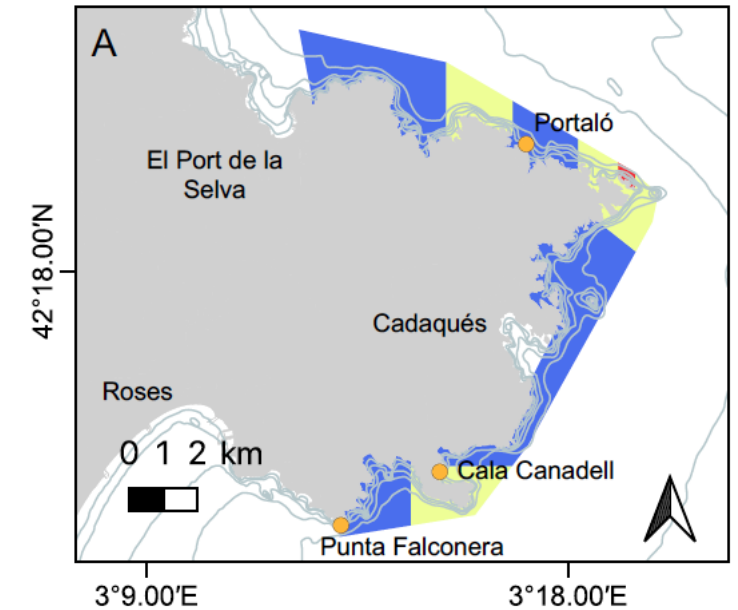 A
Portaló
El Port de la
Selva
42°18.00′N
Cadaqués
Roses
0 1 2 km
Cala Canadell
Punta Falconera
3°9.00′E
3°18.00′E